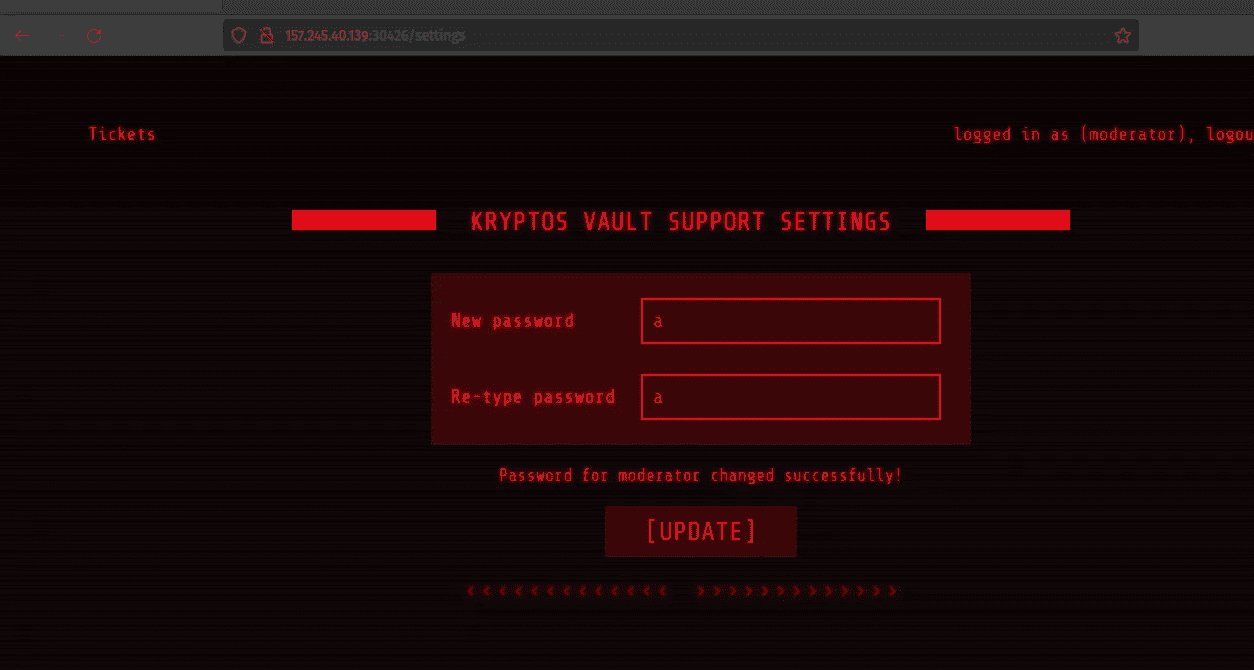 157.245.40.139:30426/settings
Tickets
logged in as (moderator), logou
KRYPTOS VAULT SUPPORT SETTINGS
New password
a
Re-type password
a
Password for moderator changed successfully!
[UPDATE]
‹ ‹ ‹ ‹ ‹ ‹ ‹ ‹ ‹ ‹ ‹ ‹ ‹ › › › › › › › › › › › › ›